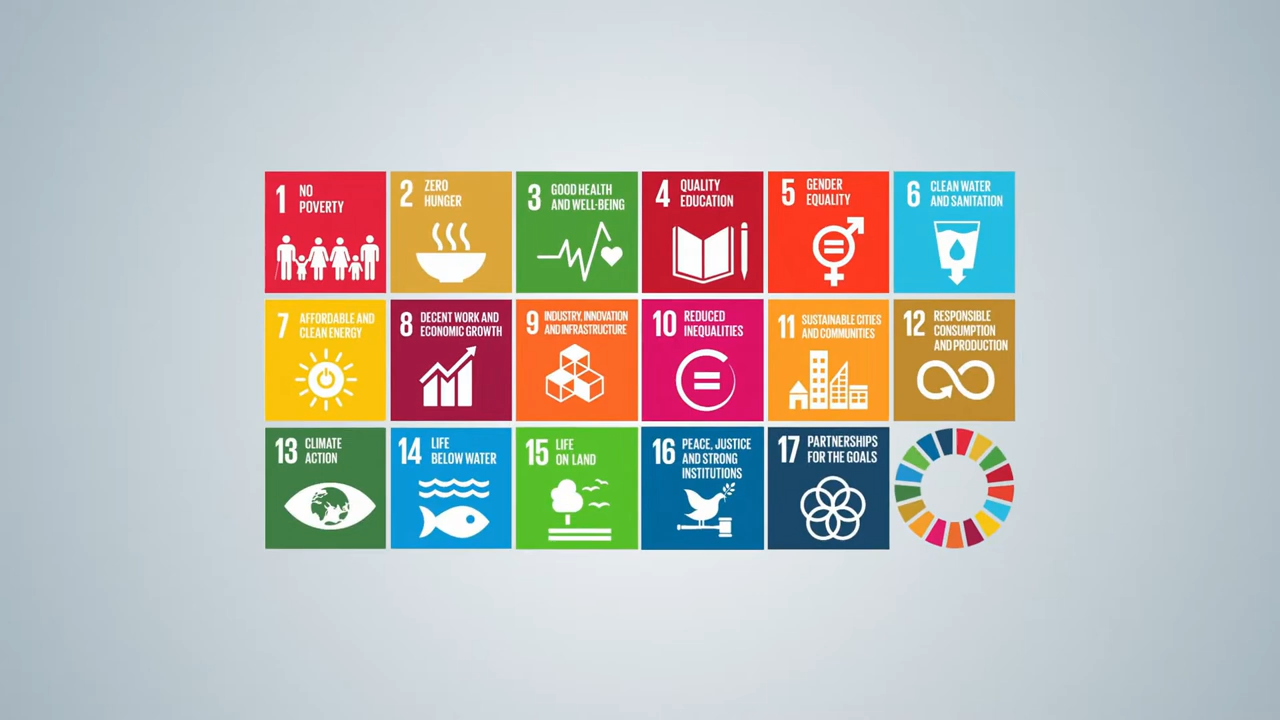 1 NO
POVERTY
2 ZERO
HUNGER
3 GOOD HEALTH
AND WELL-BEING
4 QUALITY
EDUCATION
5 GENDER
EQUALITY
6 CLEAN WATER
AND SANITATION
7 AFFORDABLE AND
CLEAN ENERGY
8 DECENT WORK AND
ECONOMIC GROWTH
9 INDUSTRY, INNOVATION
AND INFRASTRUCTURE
10 REDUCED
INEQUALITIES
11 SUSTAINABLE CITIES
AND COMMUNITIES
12 RESPONSIBLE
CONSUMPTION
AND PRODUCTION
13 CLIMATE
ACTION
14 LIFE
BELOW WATER
15 LIFE
ON LAND
16 PEACE, JUSTICE
AND STRONG
INSTITUTIONS
17 PARTNERSHIPS
FOR THE GOALS